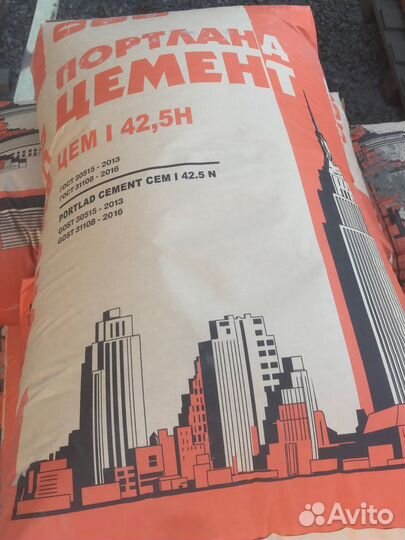 ПОРТЛАНД
ЦЕМЕНТ
ЦЕМ I 42,5Н
ГОСТ 30515 - 2013
ГОСТ 31108 - 2016
PORTLAD CEMENT CEM I 42.5 N
GOST 30515 - 2013
GOST 31108 - 2016
Avito